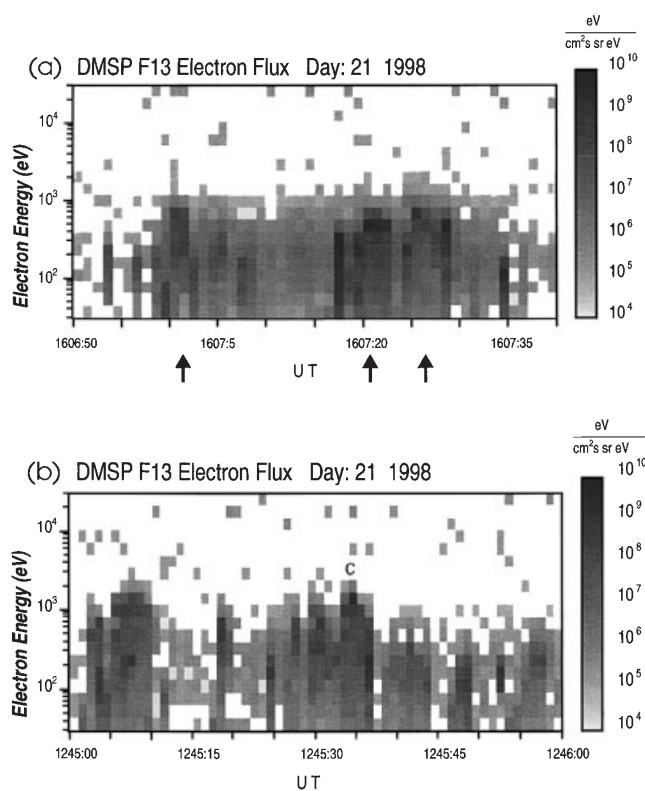 eV
cm²s sr eV
(a) DMSP F13 Electron Flux Day: 21 1998
10¹⁰
10⁹
10⁸
10⁷
10⁶
10⁵
10⁴
Electron Energy (eV)
10⁴
10³
10²
1606:50 1607:5 1607:20 1607:35
U T
eV
cm²s sr eV
(b) DMSP F13 Electron Flux Day: 21 1998
10¹⁰
10⁹
10⁸
10⁷
10⁶
10⁵
10⁴
Electron Energy (eV)
10⁴
10³
10²
C
1245:00 1245:15 1245:30 1245:45 1246:00
U T